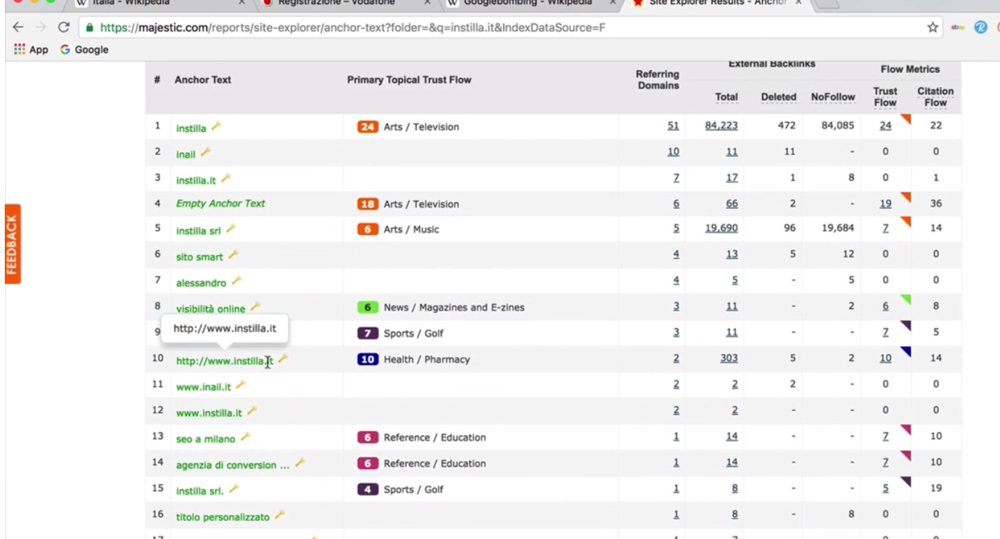 Italia - Wikipedia × Registrazione – Vodafone × Googlebombing - Wikipedia × Site Explorer Results - Anchor ×
https://majestic.com/reports/site-explorer/anchor-text?folder=&q=instilla.it&IndexDataSource=F
App Google
External Backlinks Flow Metrics
# Anchor Text Primary Topical Trust Flow Referring Domains Total Deleted NoFollow Trust Flow Citation Flow
1 instilla 24 Arts / Television 51 84,223 472 84,085 24 22
2 inail 10 11 11 - 0 0
3 instilla.it 7 17 1 8 0 1
4 Empty Anchor Text 18 Arts / Television 6 66 2 - 19 36
5 instilla srl 6 Arts / Music 5 19,690 96 19,684 7 14
6 sito smart 4 13 5 12 0 0
7 alessandro 4 5 - 5 0 0
8 visibilità online 6 News / Magazines and E-zines 3 11 - 2 6 8
http://www.instilla.it
9 7 Sports / Golf 3 11 - - 7 5
10 http://www.instilla.it 10 Health / Pharmacy 2 303 5 2 10 14
11 www.inail.it 2 2 2 - 0 0
12 www.instilla.it 2 2 - - 0 0
13 seo a milano 6 Reference / Education 1 14 - - 7 10
14 agenzia di conversion ... 6 Reference / Education 1 14 - - 7 10
15 instilla srl. 4 Sports / Golf 1 8 - - 5 19
16 titolo personalizzato 1 8 - 8 0 0
FEEDBACK